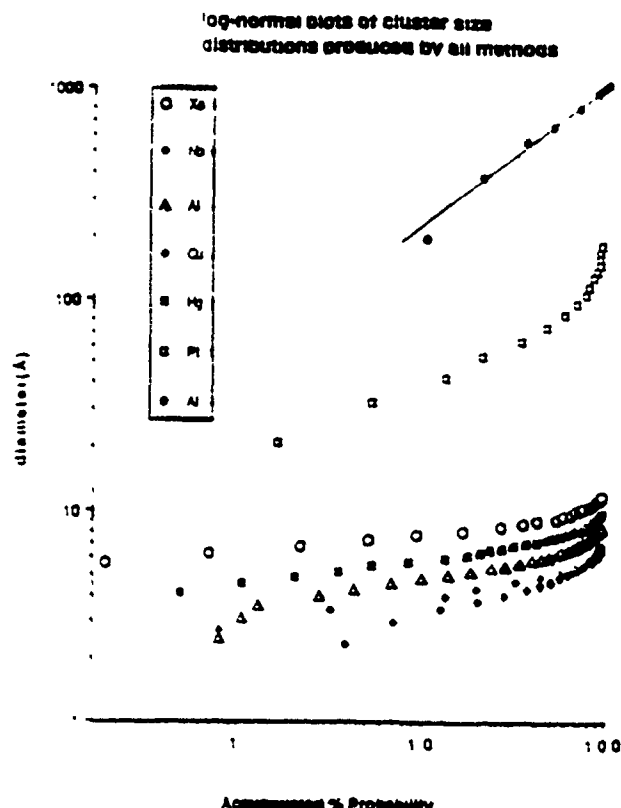 log-normal plots of cluster size
distributions produced by all methods
1000
100
10
1
diameter(Å)
Xe
Nb
Al
Cu
Hg
Pt
Al
1
10
100
Accumulated % Probability